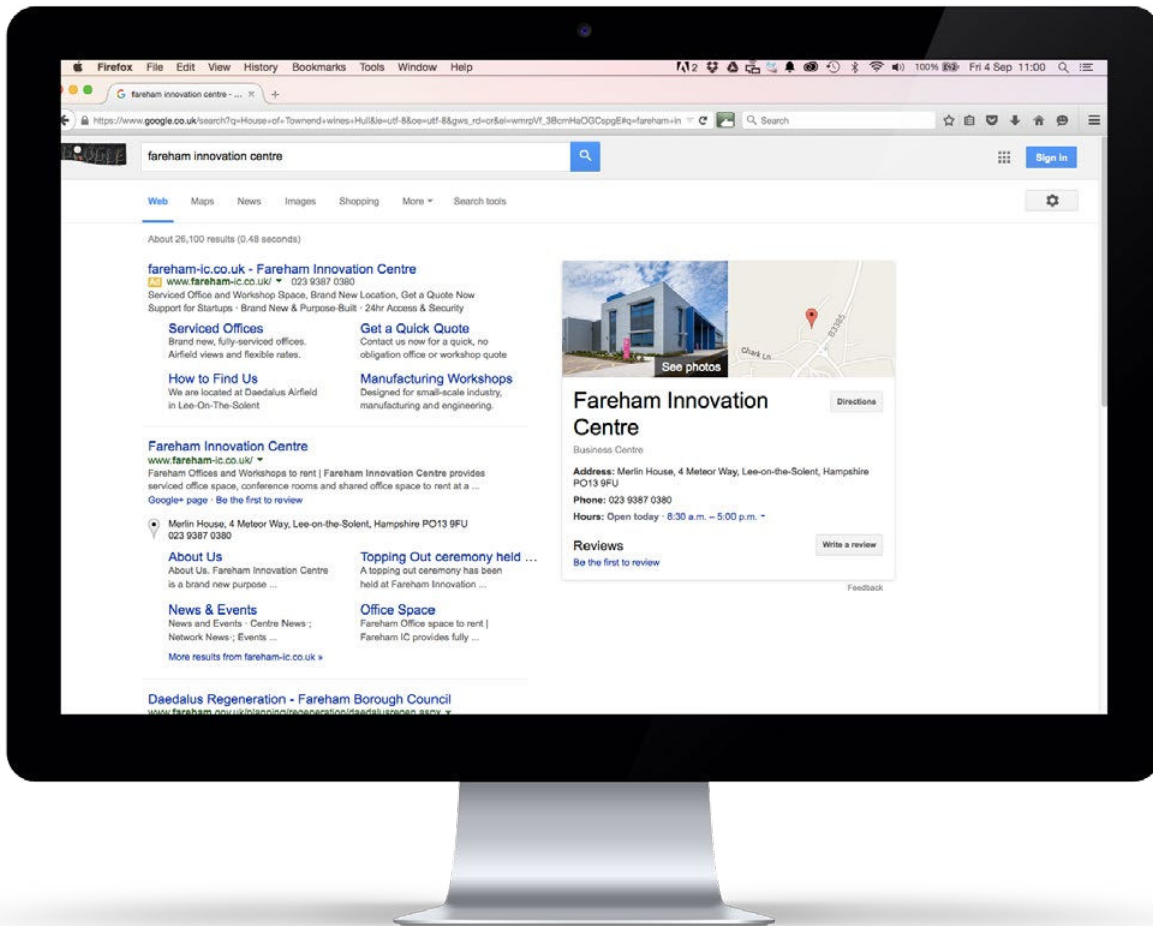 Firefox File Edit View History Bookmarks Tools Window Help 2 100% Fri 4 Sep 11:00
fareham innovation centre - ...
https://www.google.co.uk/search?q=House+of+Townend+wines+Hull&ie=utf-8&oe=utf-8&gws_rd=cr&ei=wmrpVf_3BcmHaOGCspgE#q=fareham+in Search
fareham innovation centre
Sign in
Web Maps News Images Shopping More Search tools
About 26,100 results (0.48 seconds)
fareham-ic.co.uk - Fareham Innovation Centre
Ad www.fareham-ic.co.uk/ 023 9387 0380
Serviced Office and Workshop Space, Brand New Location, Get a Quote Now
Support for Startups · Brand New & Purpose-Built · 24hr Access & Security
Serviced Offices
Brand new, fully-serviced offices.
Airfield views and flexible rates.
Get a Quick Quote
Contact us now for a quick, no
obligation office or workshop quote
How to Find Us
We are located at Daedalus Airfield
in Lee-On-The-Solent
Manufacturing Workshops
Designed for small-scale industry,
manufacturing and engineering.
Fareham Innovation Centre
www.fareham-ic.co.uk/
Fareham Offices and Workshops to rent | Fareham Innovation Centre provides
serviced office space, conference rooms and shared office space to rent at a ...
Google+ page · Be the first to review
Merlin House, 4 Meteor Way, Lee-on-the-Solent, Hampshire PO13 9FU
023 9387 0380
About Us
About Us. Fareham Innovation Centre
is a brand new purpose ...
Topping Out ceremony held ...
A topping out ceremony has been
held at Fareham Innovation ...
News & Events
News and Events · Centre News ·;
Network News ·; Events ...
Office Space
Fareham Office space to rent |
Fareham IC provides fully ...
More results from fareham-ic.co.uk »
Daedalus Regeneration - Fareham Borough Council
www.fareham.gov.uk/planning/regeneration/daedalusregen.aspx
See photos
Chark Ln
B3385
Fareham Innovation
Centre
Directions
Business Centre
Address: Merlin House, 4 Meteor Way, Lee-on-the-Solent, Hampshire
PO13 9FU
Phone: 023 9387 0380
Hours: Open today · 8:30 a.m. – 5:00 p.m.
Reviews
Write a review
Be the first to review
Feedback